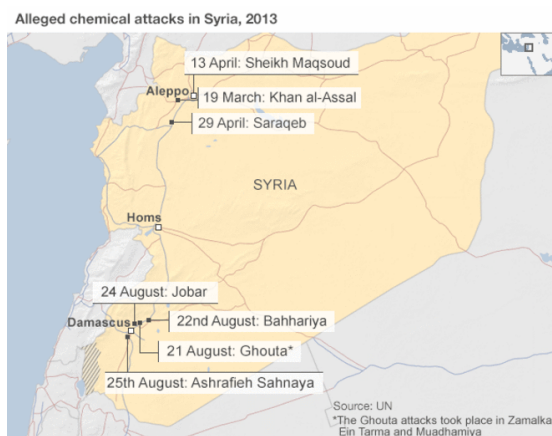 Alleged chemical attacks in Syria, 2013
13 April: Sheikh Maqsoud
Aleppo
19 March: Khan al-Assal
29 April: Saraqeb
SYRIA
Homs
24 August: Jobar
Damascus
22nd August: Bahhariya
21 August: Ghouta*
25th August: Ashrafieh Sahnaya
Source: UN
*The Ghouta attacks took place in Zamalka
Ein Tarma and Muadhamiya